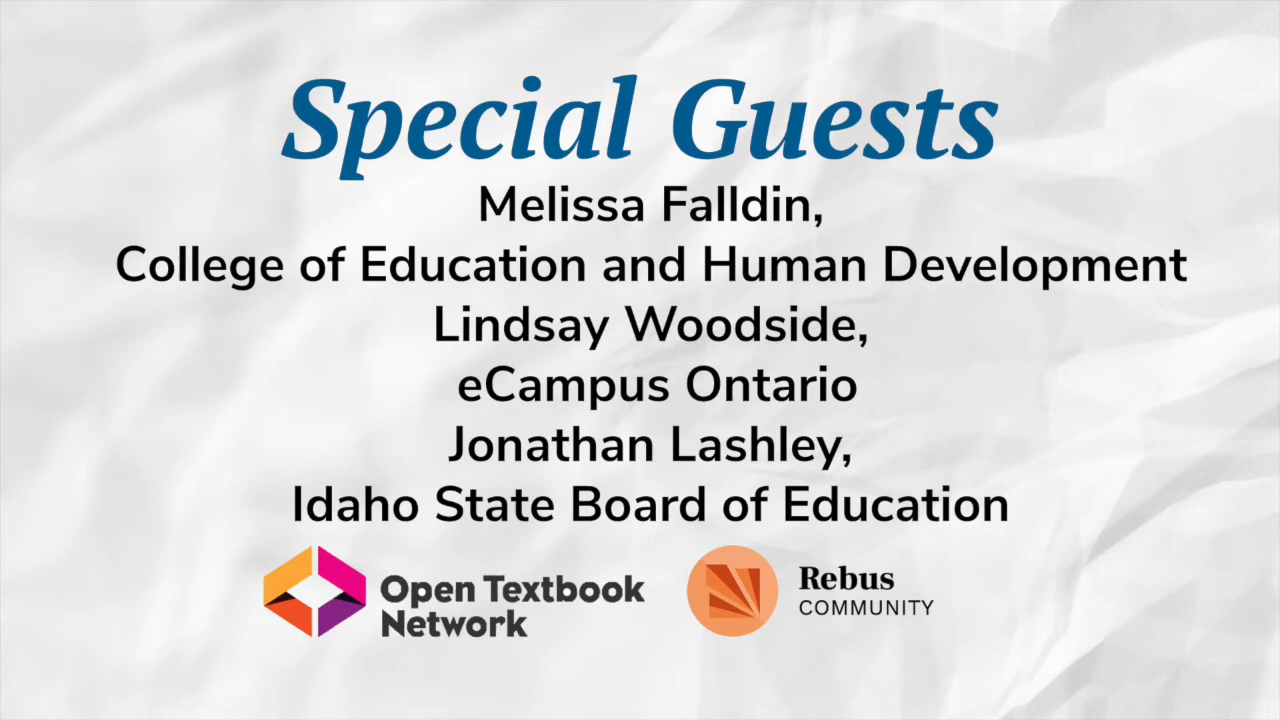 Special Guests
Melissa Falldin,
College of Education and Human Development
Lindsay Woodside,
eCampus Ontario
Jonathan Lashley,
Idaho State Board of Education
Open Textbook
Network
Rebus
COMMUNITY